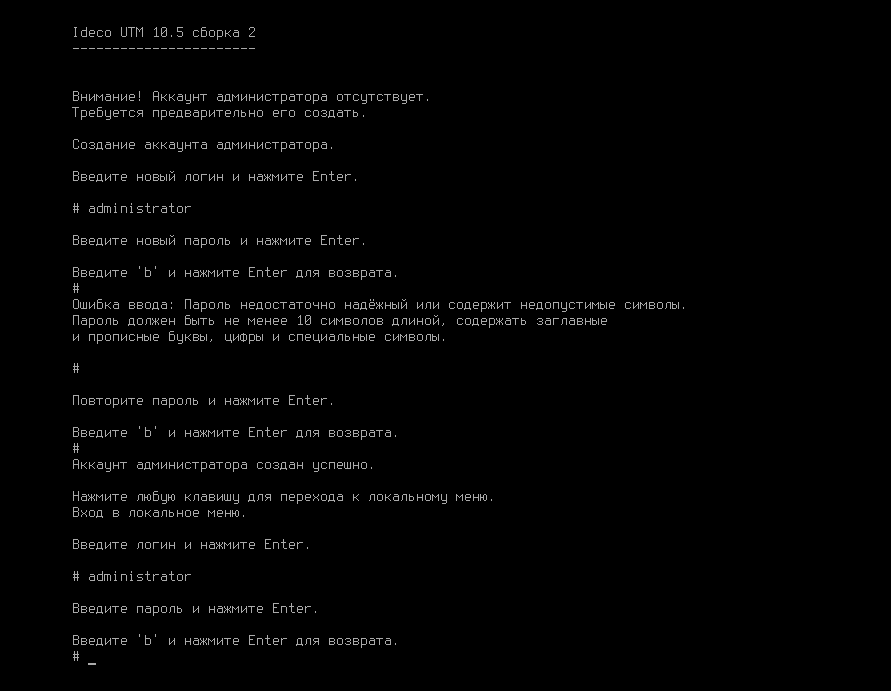 Ideco UTM 10.5 сборка 2
-----------------------
Внимание! Аккаунт администратора отсутствует.
Требуется предварительно его создать.
Создание аккаунта администратора.
Введите новый логин и нажмите Enter.
# administrator
Введите новый пароль и нажмите Enter.
Введите 'b' и нажмите Enter для возврата.
#
Ошибка ввода: Пароль недостаточно надёжный или содержит недопустимые символы.
Пароль должен быть не менее 10 символов длиной, содержать заглавные
и прописные буквы, цифры и специальные символы.
#
Повторите пароль и нажмите Enter.
Введите 'b' и нажмите Enter для возврата.
#
Аккаунт администратора создан успешно.
Нажмите любую клавишу для перехода к локальному меню.
Вход в локальное меню.
Введите логин и нажмите Enter.
# administrator
Введите пароль и нажмите Enter.
Введите 'b' и нажмите Enter для возврата.
# _